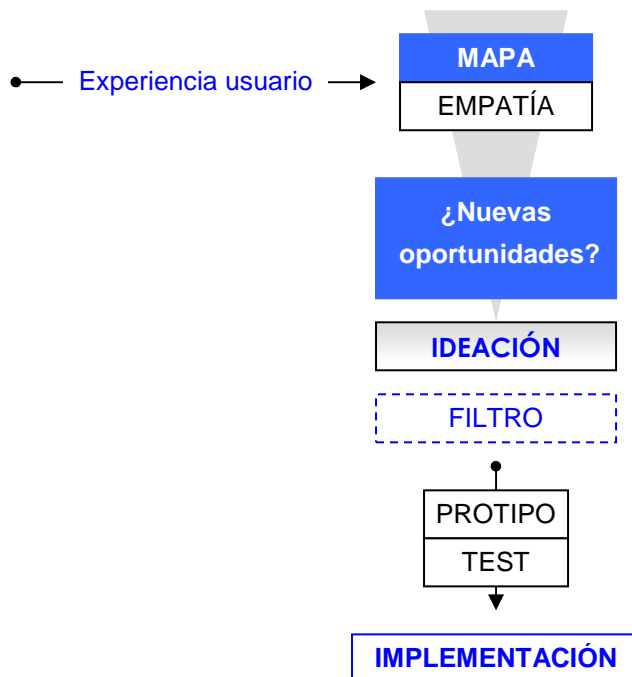 MAPA
Experiencia usuario
EMPATÍA
¿Nuevas
oportunidades?
IDEACIÓN
FILTRO
PROTIPO
TEST
IMPLEMENTACIÓN